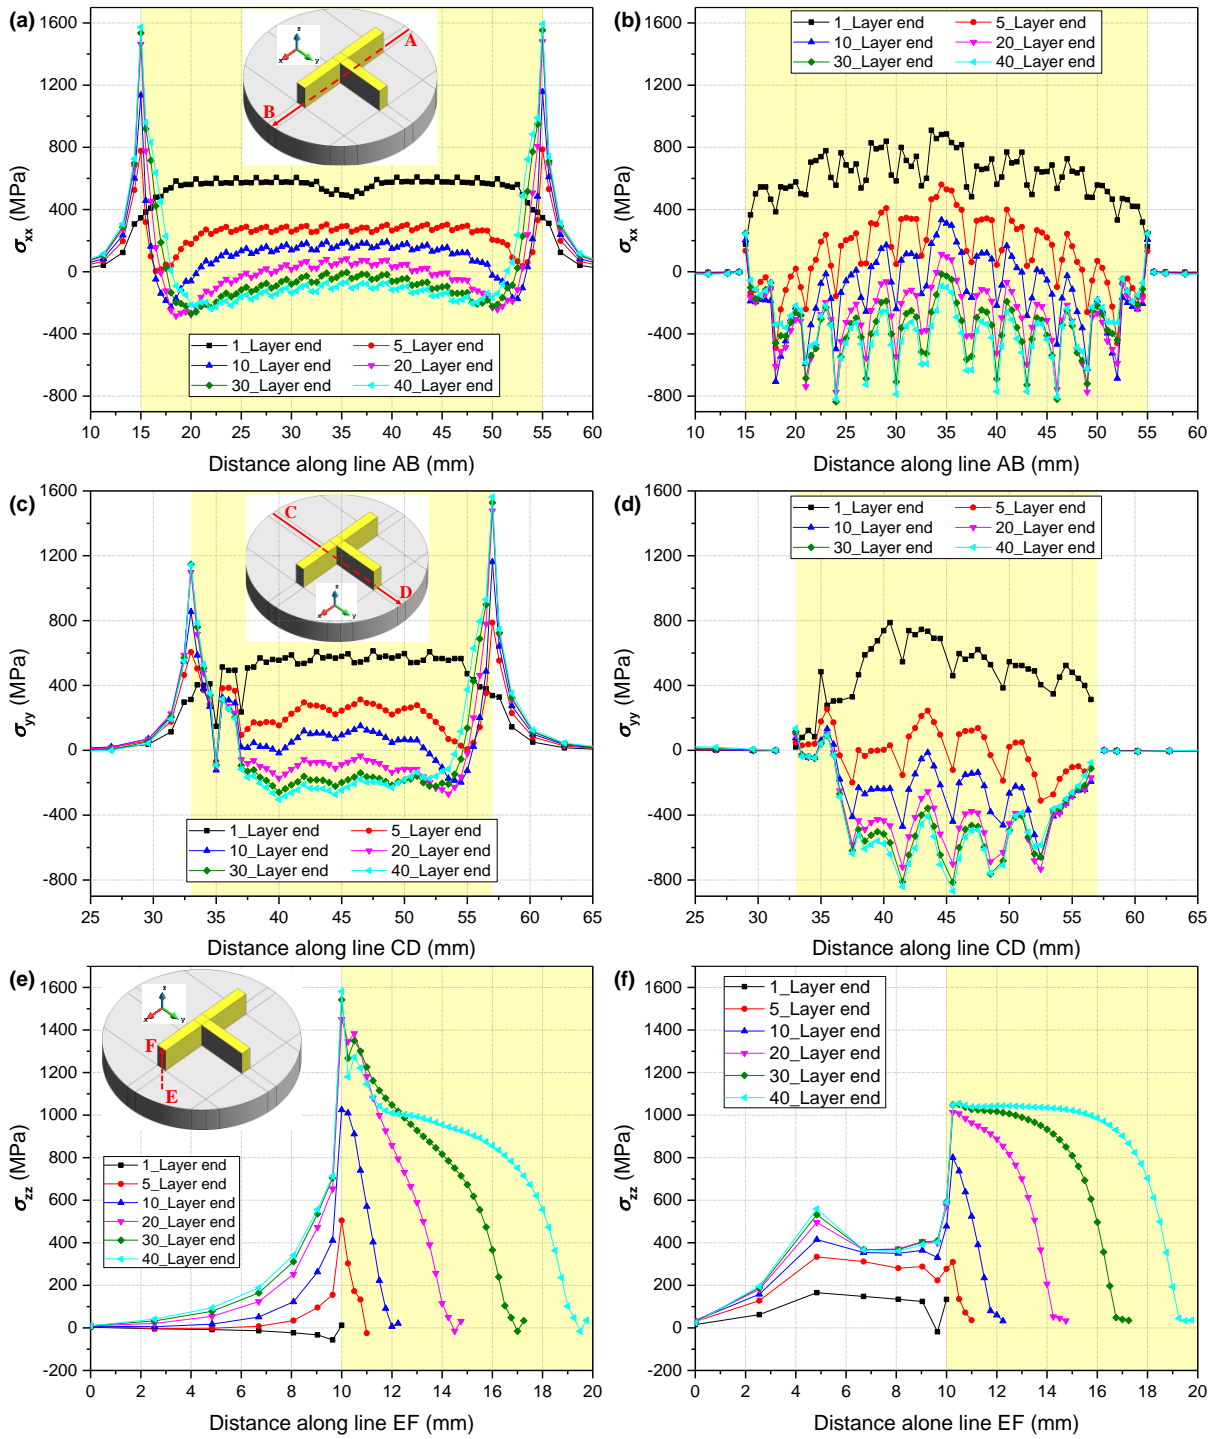 (a)
1600
1200
800
400
0
-400
-800
σxx (MPa)
z
x
y
A
B
1_Layer end
5_Layer end
10_Layer end
20_Layer end
30_Layer end
40_Layer end
10 15 20 25 30 35 40 45 50 55 60
Distance along line AB (mm)
(b)
1600
1200
800
400
0
-400
-800
σxx (MPa)
1_Layer end
5_Layer end
10_Layer end
20_Layer end
30_Layer end
40_Layer end
10 15 20 25 30 35 40 45 50 55 60
Distance along line AB (mm)
(c)
1600
1200
800
400
0
-400
-800
σyy (MPa)
C
D
z
x
y
1_Layer end
5_Layer end
10_Layer end
20_Layer end
30_Layer end
40_Layer end
25 30 35 40 45 50 55 60 65
Distance along line CD (mm)
(d)
1600
1200
800
400
0
-400
-800
σyy (MPa)
1_Layer end
5_Layer end
10_Layer end
20_Layer end
30_Layer end
40_Layer end
25 30 35 40 45 50 55 60 65
Distance along line CD (mm)
(e)
1600
1400
1200
1000
800
600
400
200
0
-200
σzz (MPa)
z
x
y
F
E
1_Layer end
5_Layer end
10_Layer end
20_Layer end
30_Layer end
40_Layer end
0 2 4 6 8 10 12 14 16 18 20
Distance along line EF (mm)
(f)
1600
1400
1200
1000
800
600
400
200
0
-200
σzz (MPa)
1_Layer end
5_Layer end
10_Layer end
20_Layer end
30_Layer end
40_Layer end
0 2 4 6 8 10 12 14 16 18 20
Distance alone line EF (mm)